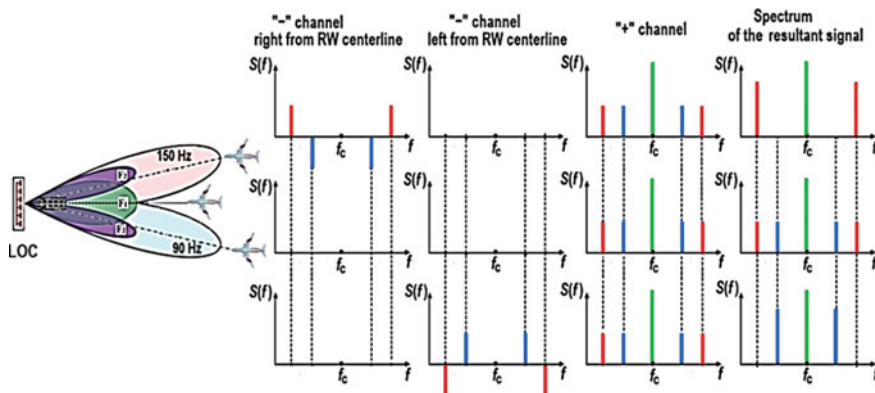 "–" channel
right from RW centerline
"–" channel
left from RW centerline
"+" channel
Spectrum
of the resultant signal
S(f)
S(f)
S(f)
S(f)
fc
f
fc
f
fc
f
fc
f
150 Hz
F2
F1
F2
90 Hz
LOC
S(f)
S(f)
S(f)
S(f)
fc
f
fc
f
fc
f
fc
f
S(f)
S(f)
S(f)
S(f)
fc
f
fc
f
fc
f
fc
f